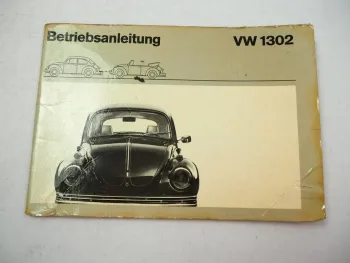 Betriebsanleitung VW 1302